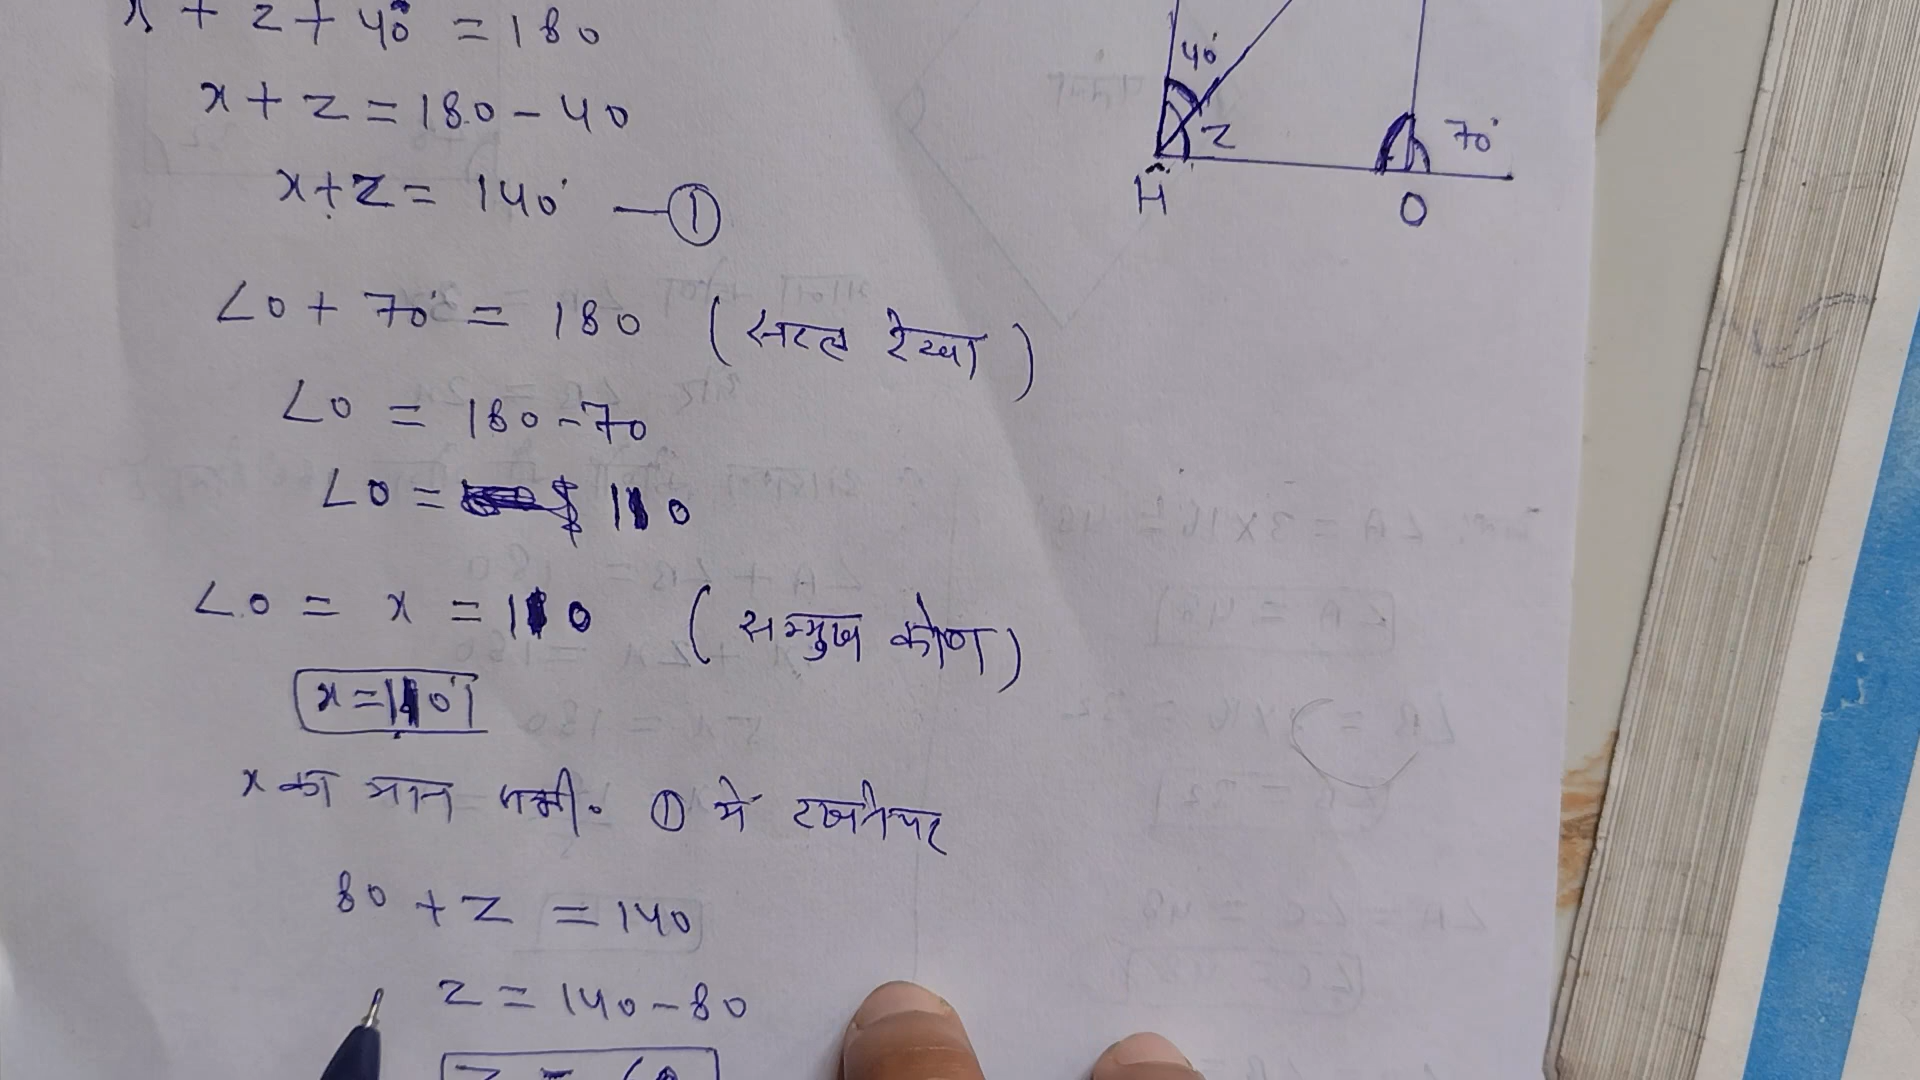 x + z + 40° = 180
x + z = 180 - 40
x + z = 140° — ①
∠O + 70° = 180 (सरल रेखा)
∠O = 180 - 70
∠O = 110
∠O = x = 110 (सम्मुख कोण)
x = 110°
x का मान समी० ① में रखने पर
80 + z = 140
z = 140 - 80
40°
z
70°
H
O